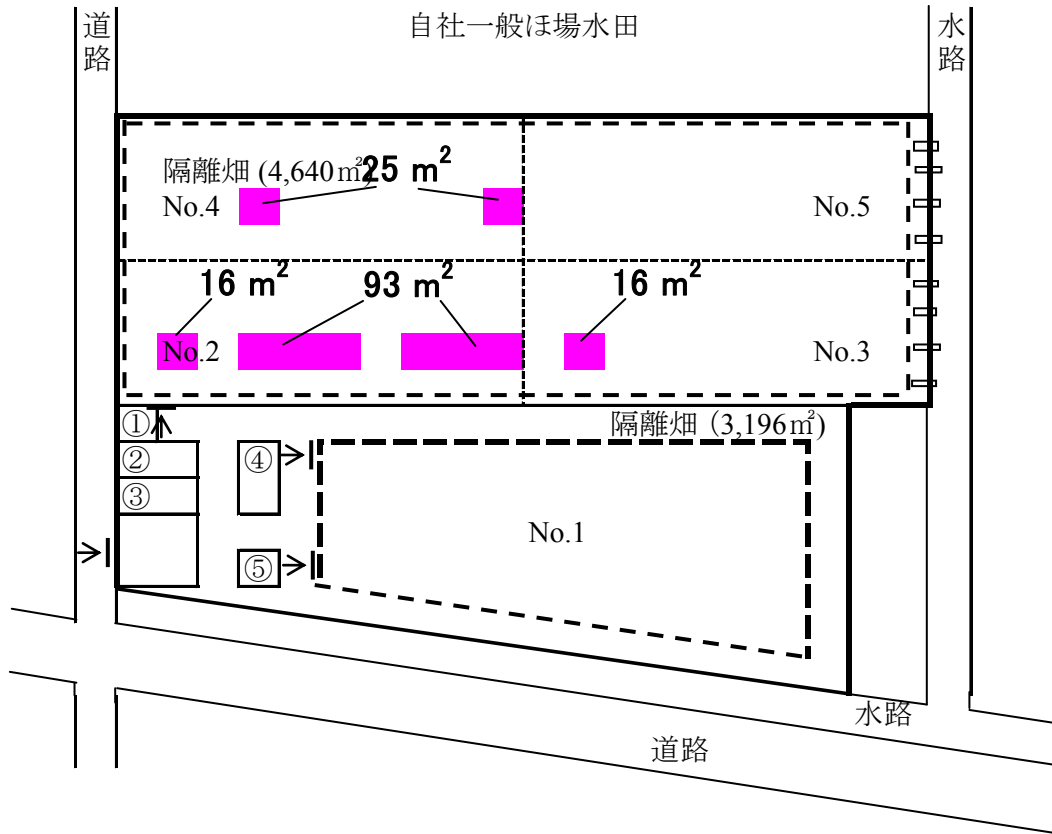 道路
自社一般ほ場水田
水路
隔離畑 (4,640㎡)
25 m²
No.4
No.5
16 m²
93 m²
16 m²
No.2
No.3
①
隔離畑（3,196㎡）
②
④
③
No.1
⑤
水路
道路